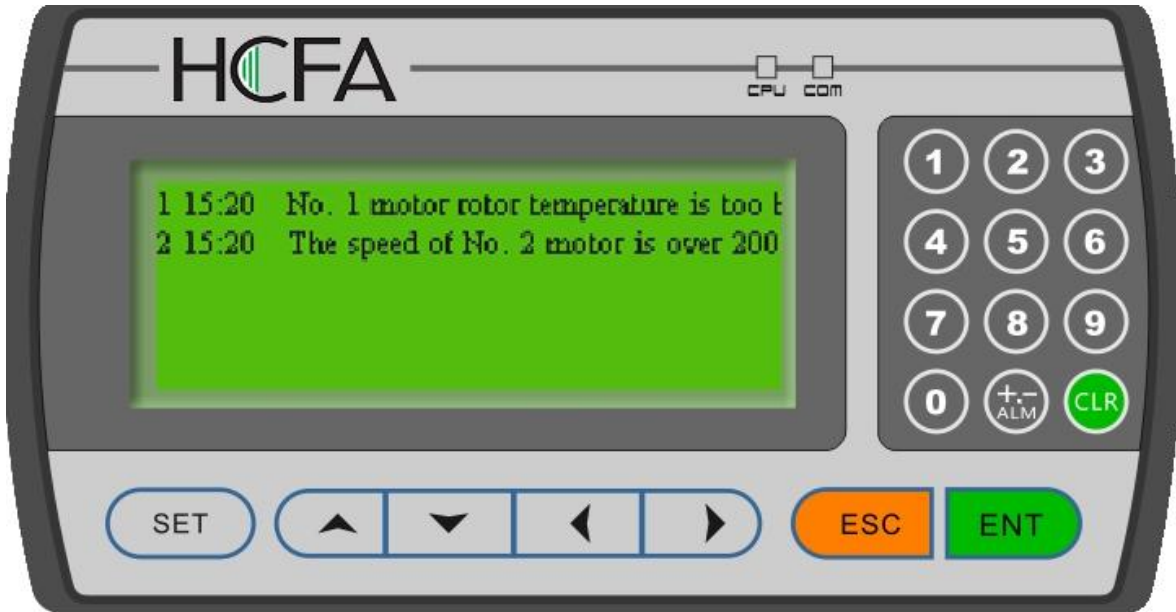 HCFA
CPU COM
1 15:20 No. 1 motor rotor temperature is too
2 15:20 The speed of No. 2 motor is over 200
1 2 3
4 5 6
7 8 9
0 +.- ALM CLR
SET ESC ENT